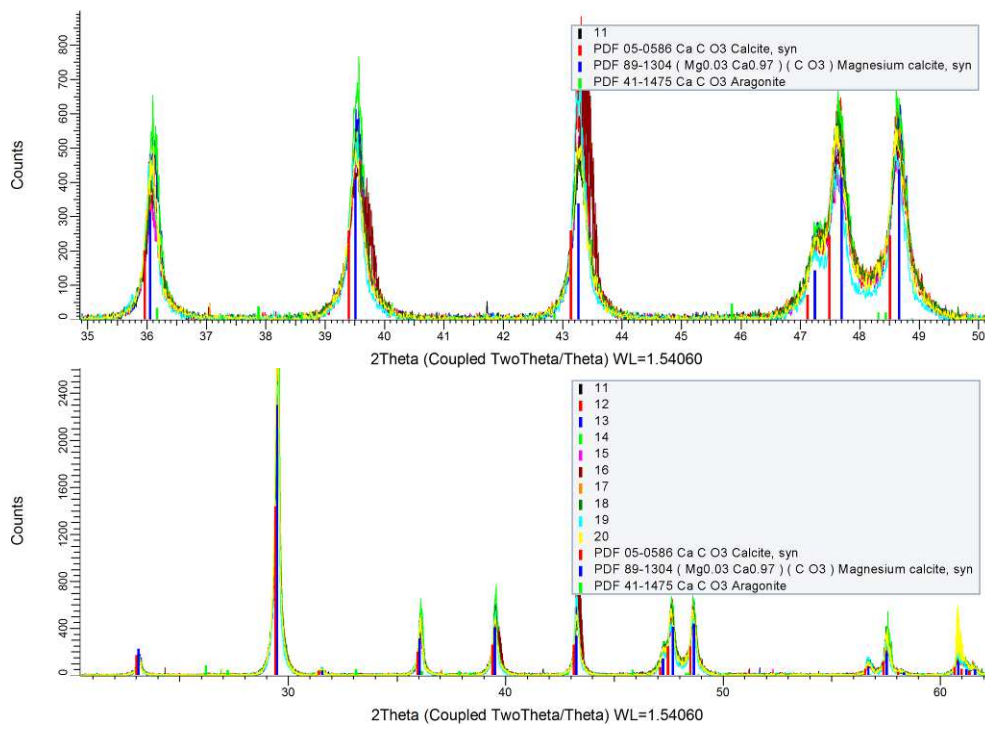 800
700
600
500
400
300
200
100
0
Counts
11
PDF 05-0586 Ca C O3 Calcite, syn
PDF 89-1304 ( Mg0.03 Ca0.97 ) ( C O3 ) Magnesium calcite, syn
PDF 41-1475 Ca C O3 Aragonite
35 36 37 38 39 40 41 42 43 44 45 46 47 48 49 50
2Theta (Coupled TwoTheta/Theta) WL=1.54060
2400
2000
1600
1200
800
400
0
Counts
11
12
13
14
15
16
17
18
19
20
PDF 05-0586 Ca C O3 Calcite, syn
PDF 89-1304 ( Mg0.03 Ca0.97 ) ( C O3 ) Magnesium calcite, syn
PDF 41-1475 Ca C O3 Aragonite
30 40 50 60
2Theta (Coupled TwoTheta/Theta) WL=1.54060